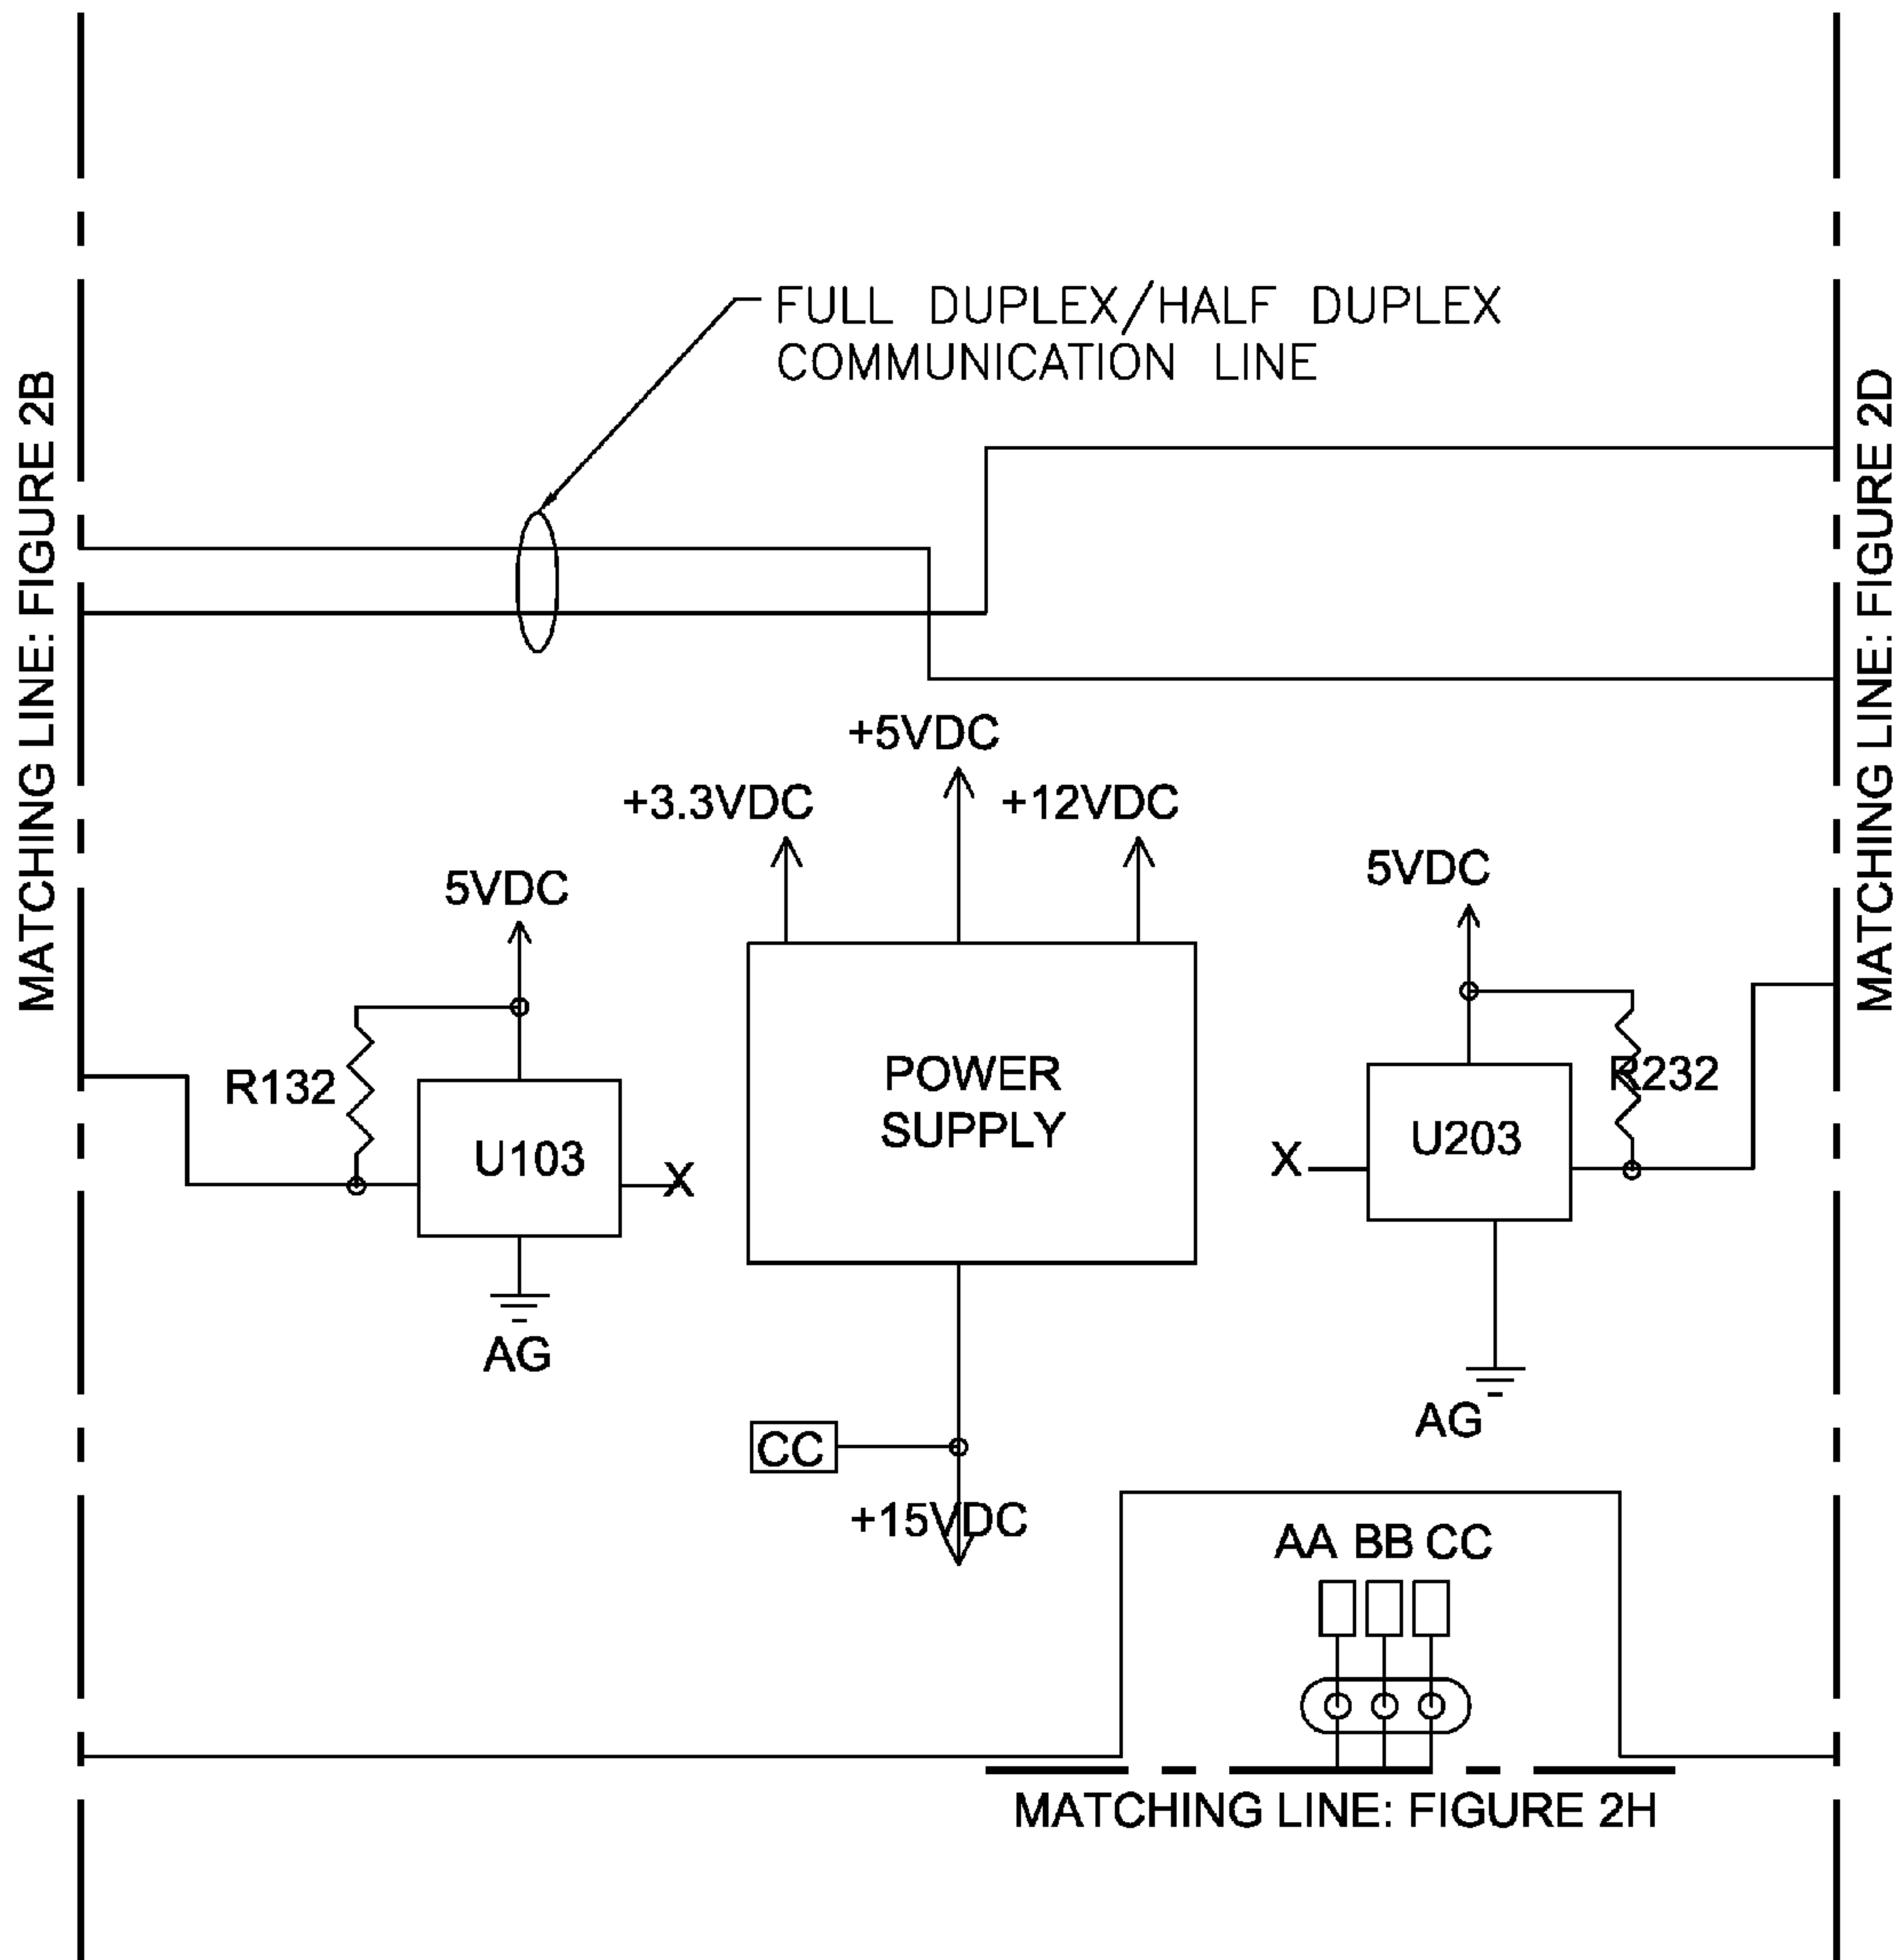 FULL DUPLEX/HALF DUPLEX
COMMUNICATION LINE
MATCHING LINE: FIGURE 2B
MATCHING LINE: FIGURE 2D
+5VDC
+3.3VDC
+12VDC
5VDC
5VDC
R132
POWER
SUPPLY
R232
U103
X
X
U203
AG
AG
CC
+15VDC
AA BB CC
MATCHING LINE: FIGURE 2H